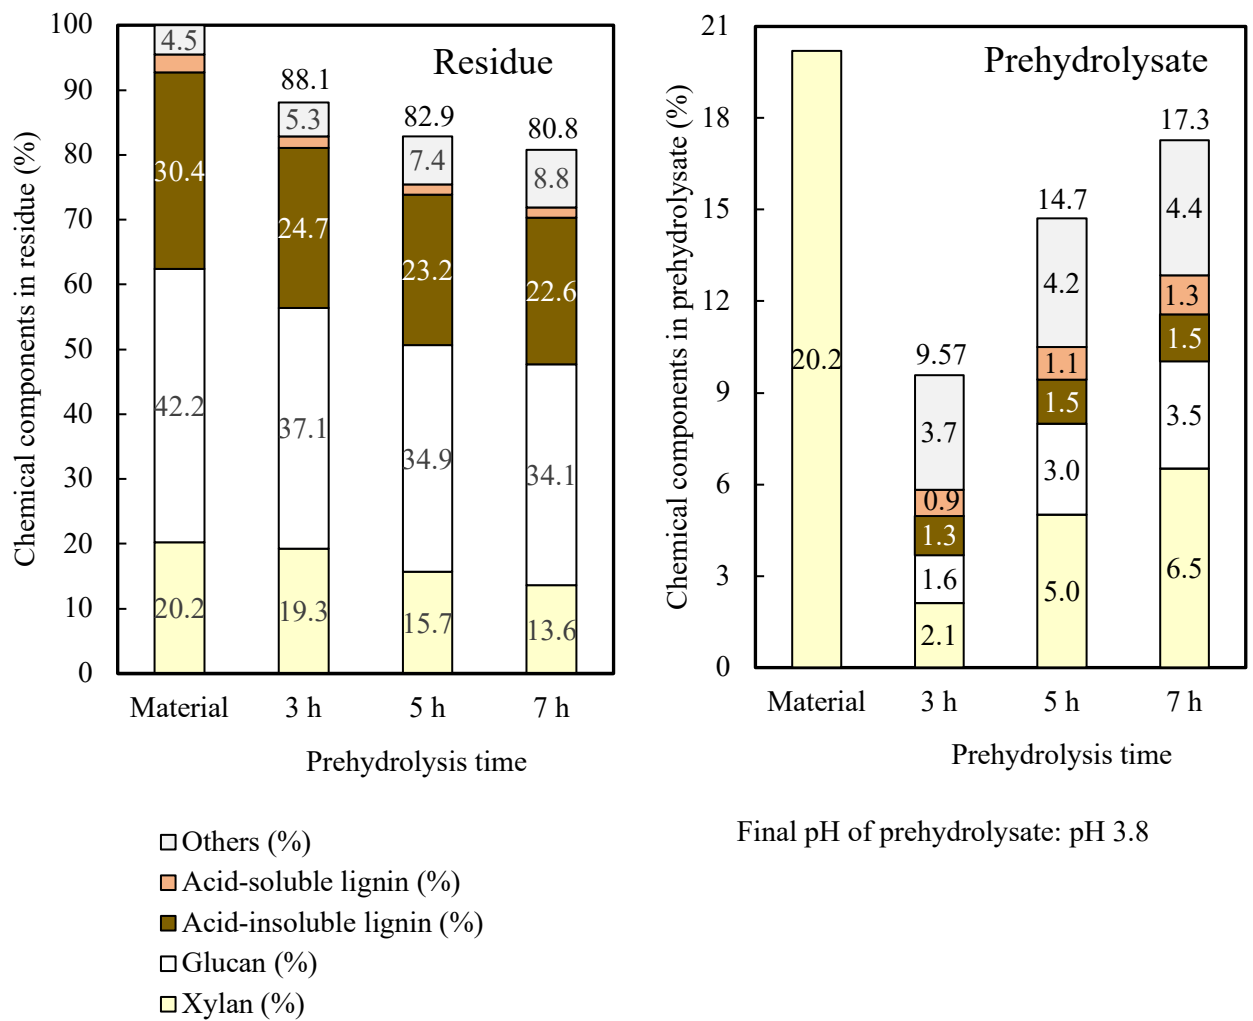 Residue
Chemical components in residue (%)
100
90
80
70
60
50
40
30
20
10
0
4.5
30.4
42.2
20.2
88.1
5.3
24.7
37.1
19.3
82.9
7.4
23.2
34.9
15.7
80.8
8.8
22.6
34.1
13.6
Material
3 h
5 h
7 h
Prehydrolysis time
Prehydrolysate
Chemical components in prehydrolysate (%)
21
18
15
12
9
6
3
0
20.2
9.57
3.7
0.9
1.3
1.6
2.1
14.7
4.2
1.1
1.5
3.0
5.0
17.3
4.4
1.3
1.5
3.5
6.5
Material
3 h
5 h
7 h
Prehydrolysis time
Final pH of prehydrolysate: pH 3.8
Others (%)
Acid-soluble lignin (%)
Acid-insoluble lignin (%)
Glucan (%)
Xylan (%)